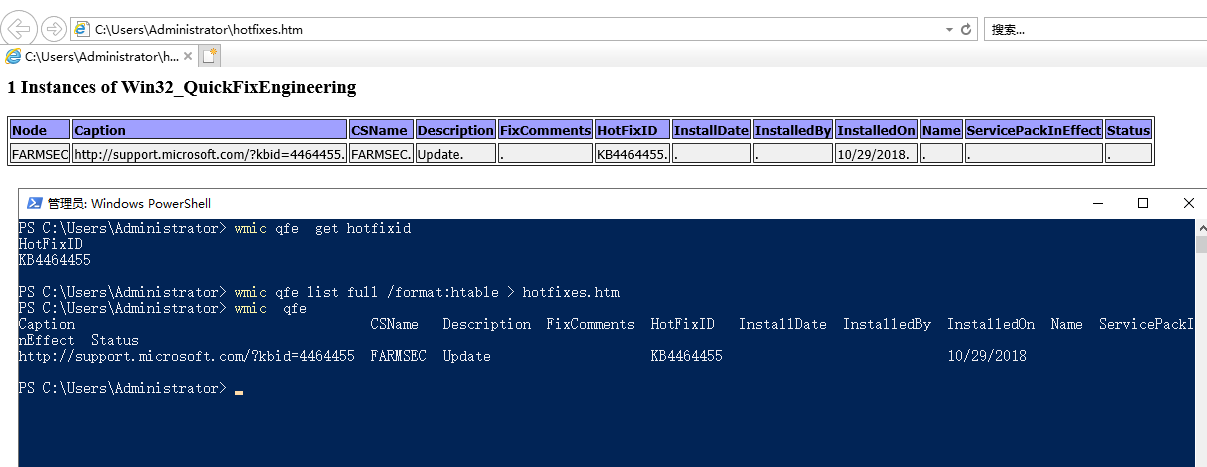 C:\Users\Administrator\hotfixes.htm
搜索...
C:\Users\Administrator\h...
1 Instances of Win32_QuickFixEngineering
Node Caption CSName Description FixComments HotFixID InstallDate InstalledBy InstalledOn Name ServicePackInEffect Status
FARMSEC http://support.microsoft.com/?kbid=4464455. FARMSEC. Update. . KB4464455. . . 10/29/2018. . . .
管理员: Windows PowerShell
PS C:\Users\Administrator> wmic qfe  get hotfixid
HotFixID
KB4464455
PS C:\Users\Administrator> wmic qfe list full /format:htable > hotfixes.htm
PS C:\Users\Administrator> wmic  qfe
Caption CSName Description FixComments HotFixID InstallDate InstalledBy InstalledOn Name ServicePackI
nEffect Status
http://support.microsoft.com/?kbid=4464455 FARMSEC Update KB4464455 10/29/2018
PS C:\Users\Administrator>